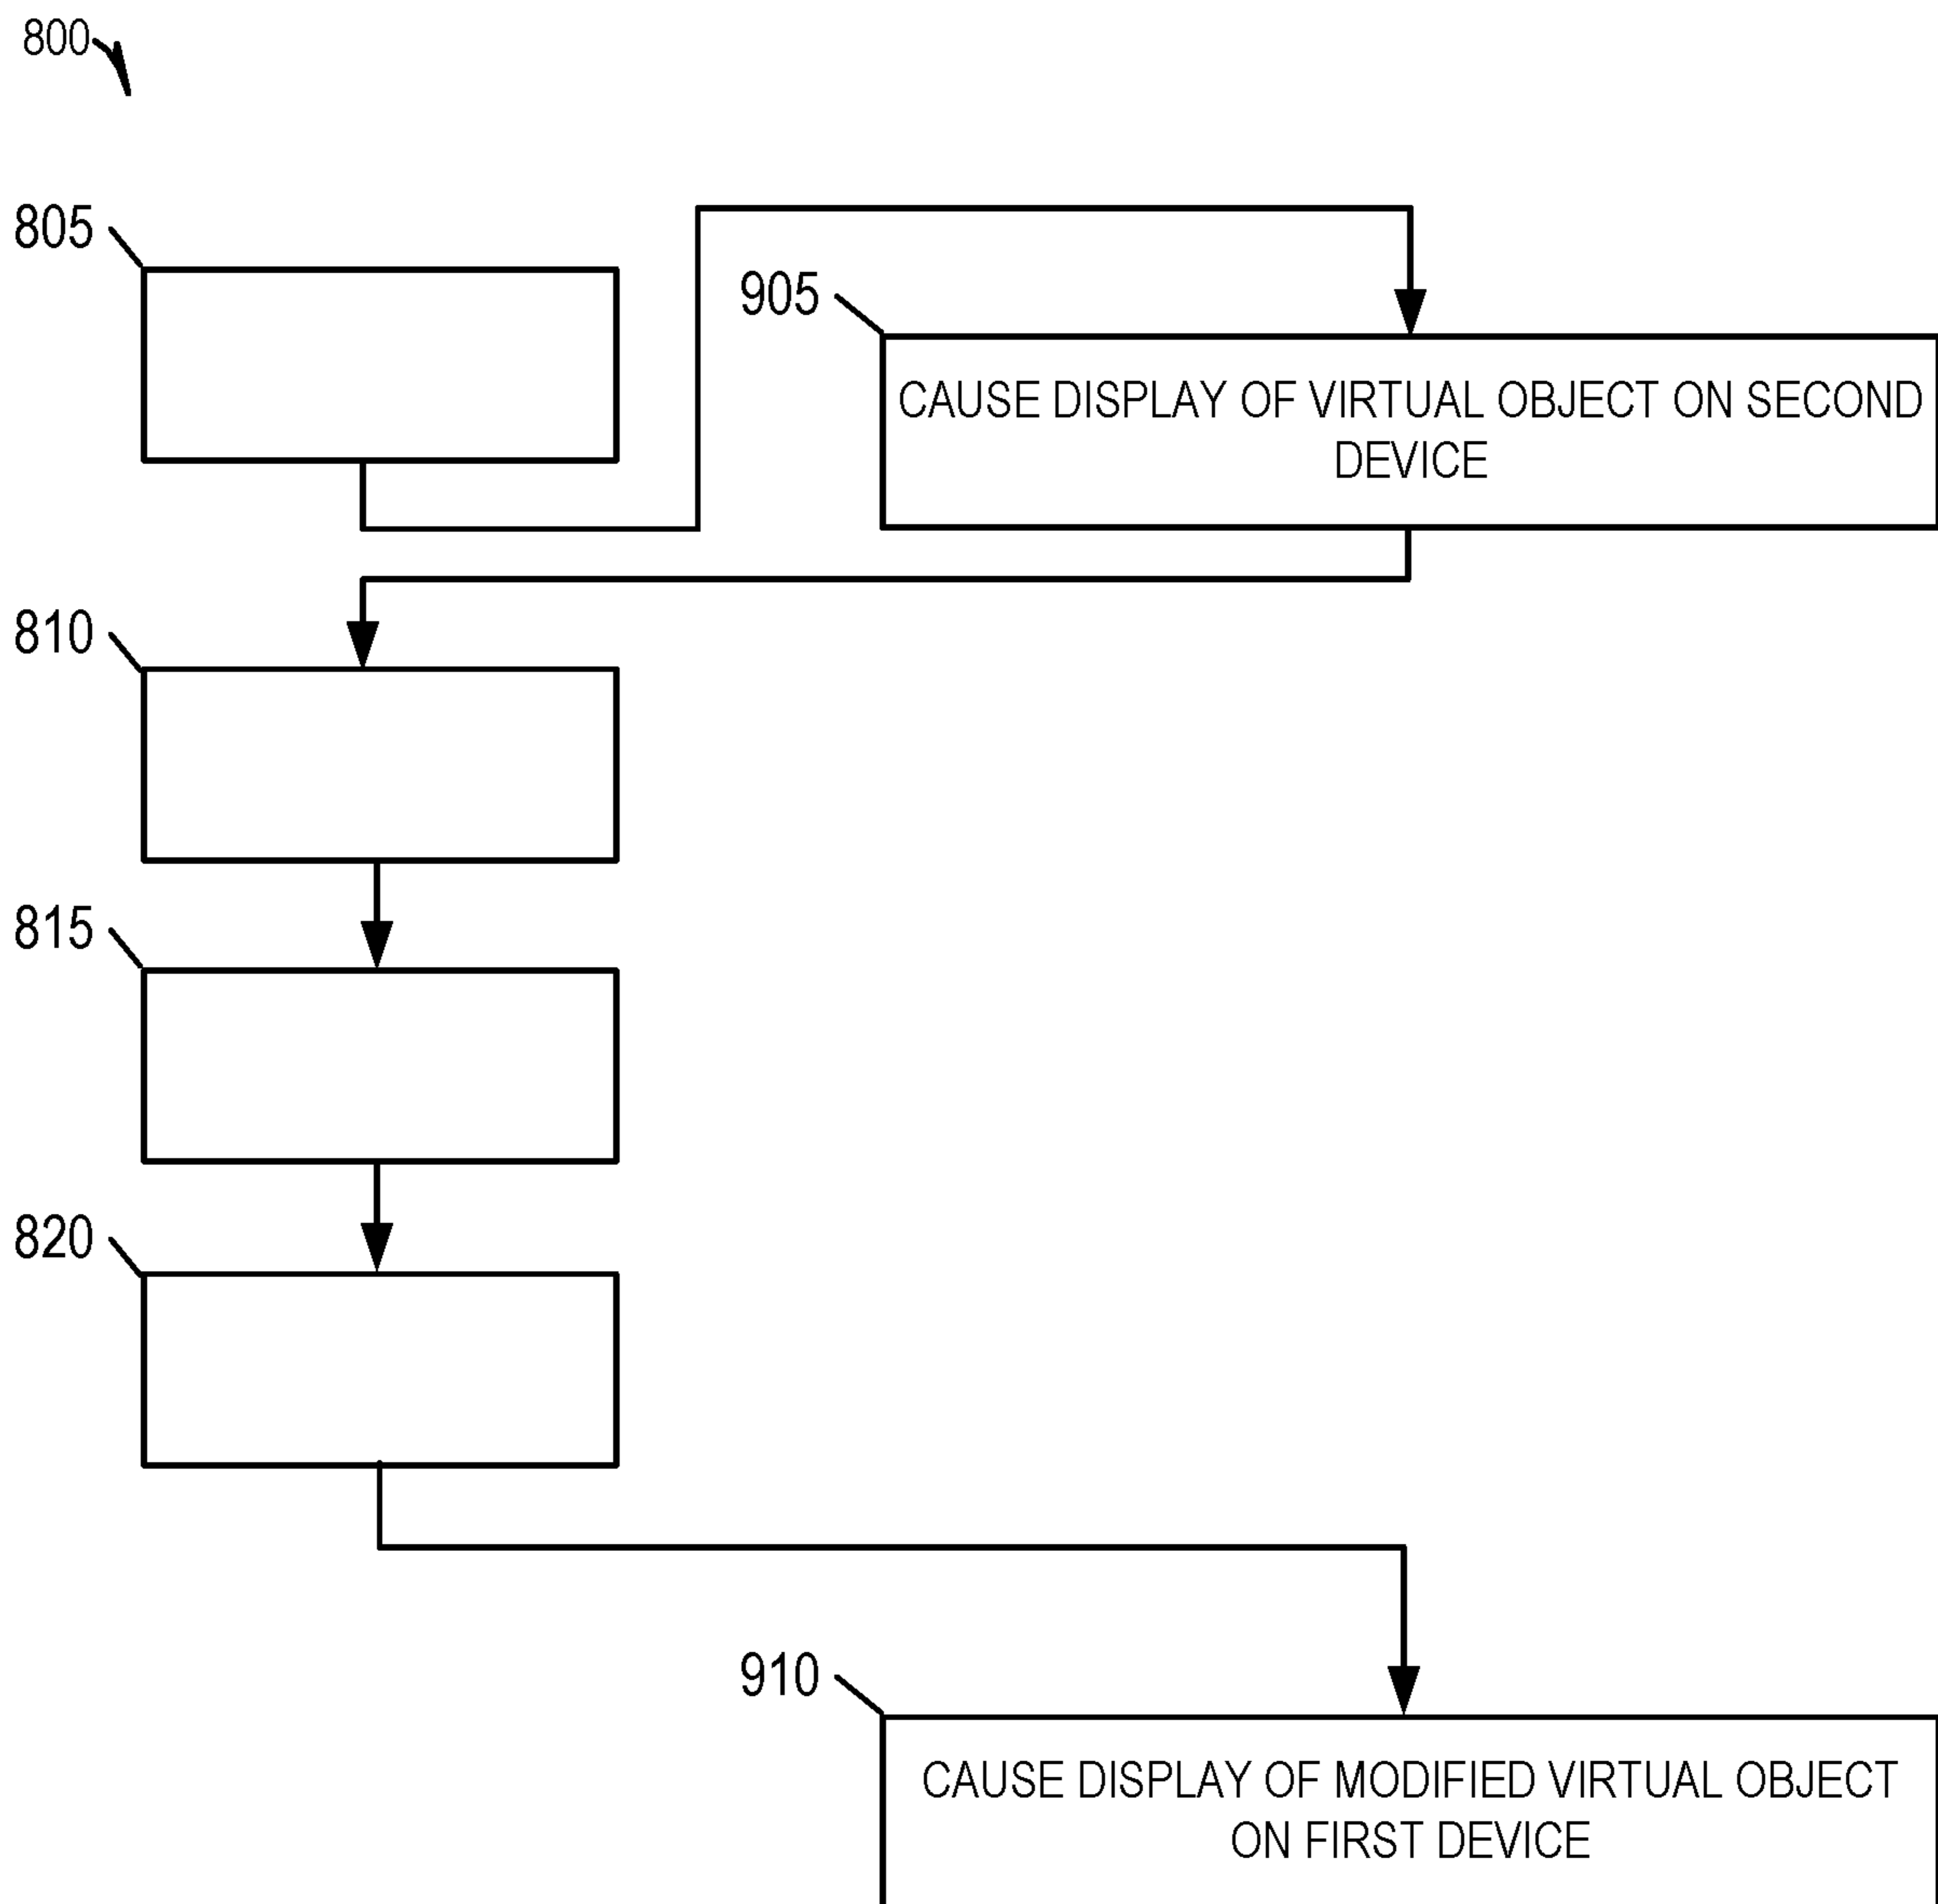 800
805
905
CAUSE DISPLAY OF VIRTUAL OBJECT ON SECOND
DEVICE
810
815
820
910
CAUSE DISPLAY OF MODIFIED VIRTUAL OBJECT
ON FIRST DEVICE